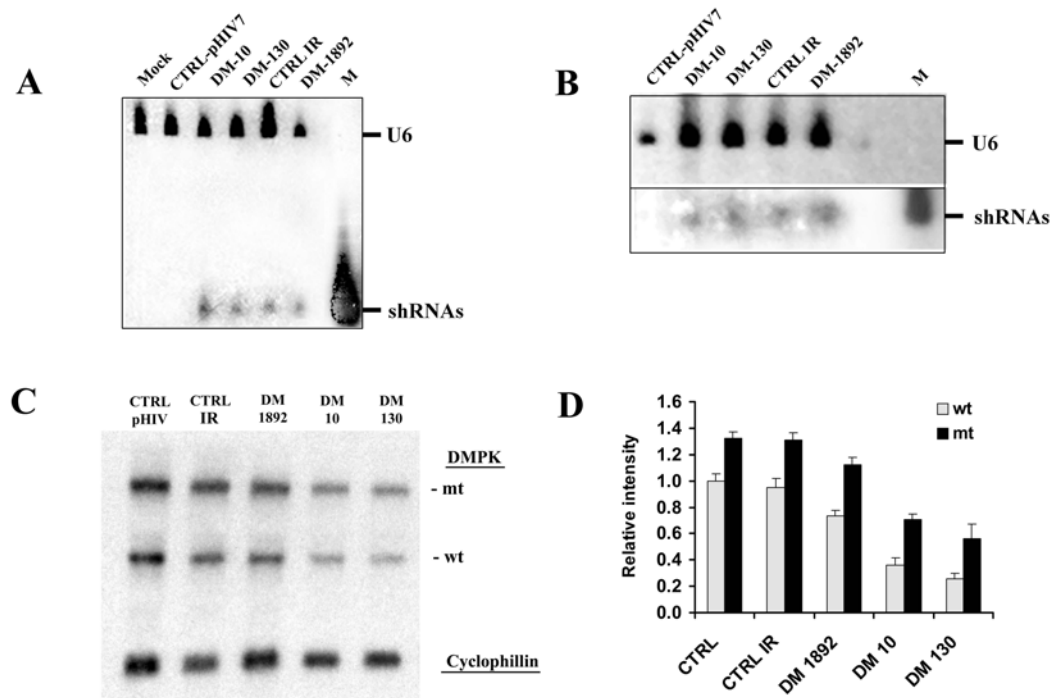 A
Mock
CTRL-pHIV7
DM-10
DM-130
CTRL IR
DM-1892
M
U6
shRNAs
B
CTRL-pHIV7
DM-10
DM-130
CTRL IR
DM-1892
M
U6
shRNAs
C
CTRL pHIV
CTRL IR
DM 1892
DM 10
DM 130
DMPK
- mt
- wt
Cyclophillin
D
Relative intensity
1.6
1.4
1.2
1.0
0.8
0.6
0.4
0.2
0.0
wt
mt
CTRL
CTRL IR
DM 1892
DM 10
DM 130